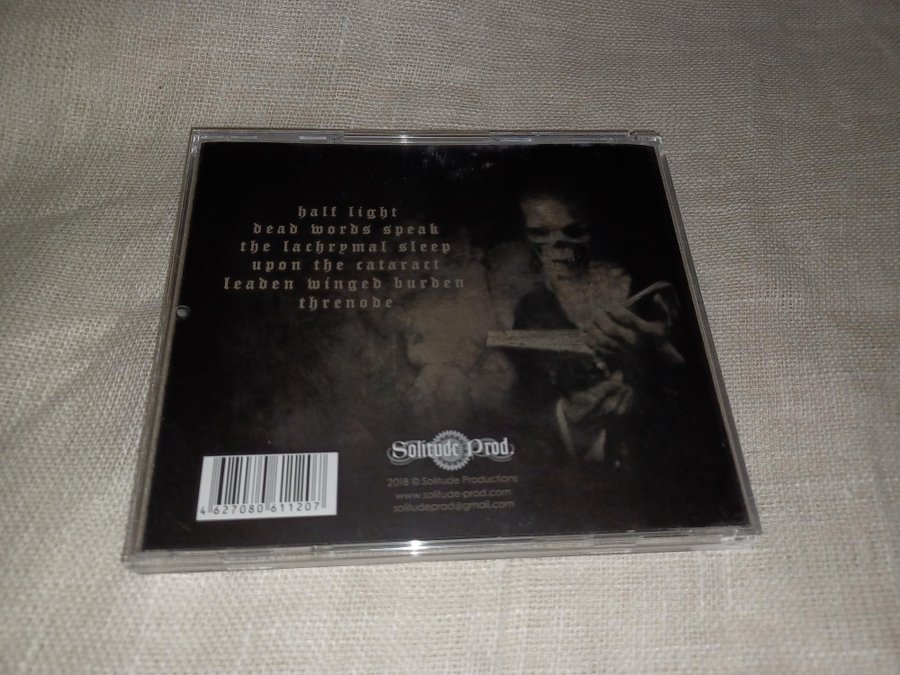 half light
dead words speak
the lachrymal sleep
upon the cataract
leaden winged burden
threnode
Solitude Prod.
2018 © Solitude Productions
www.solitude-prod.com
solitudeprod@gmail.com
4 627080 611207